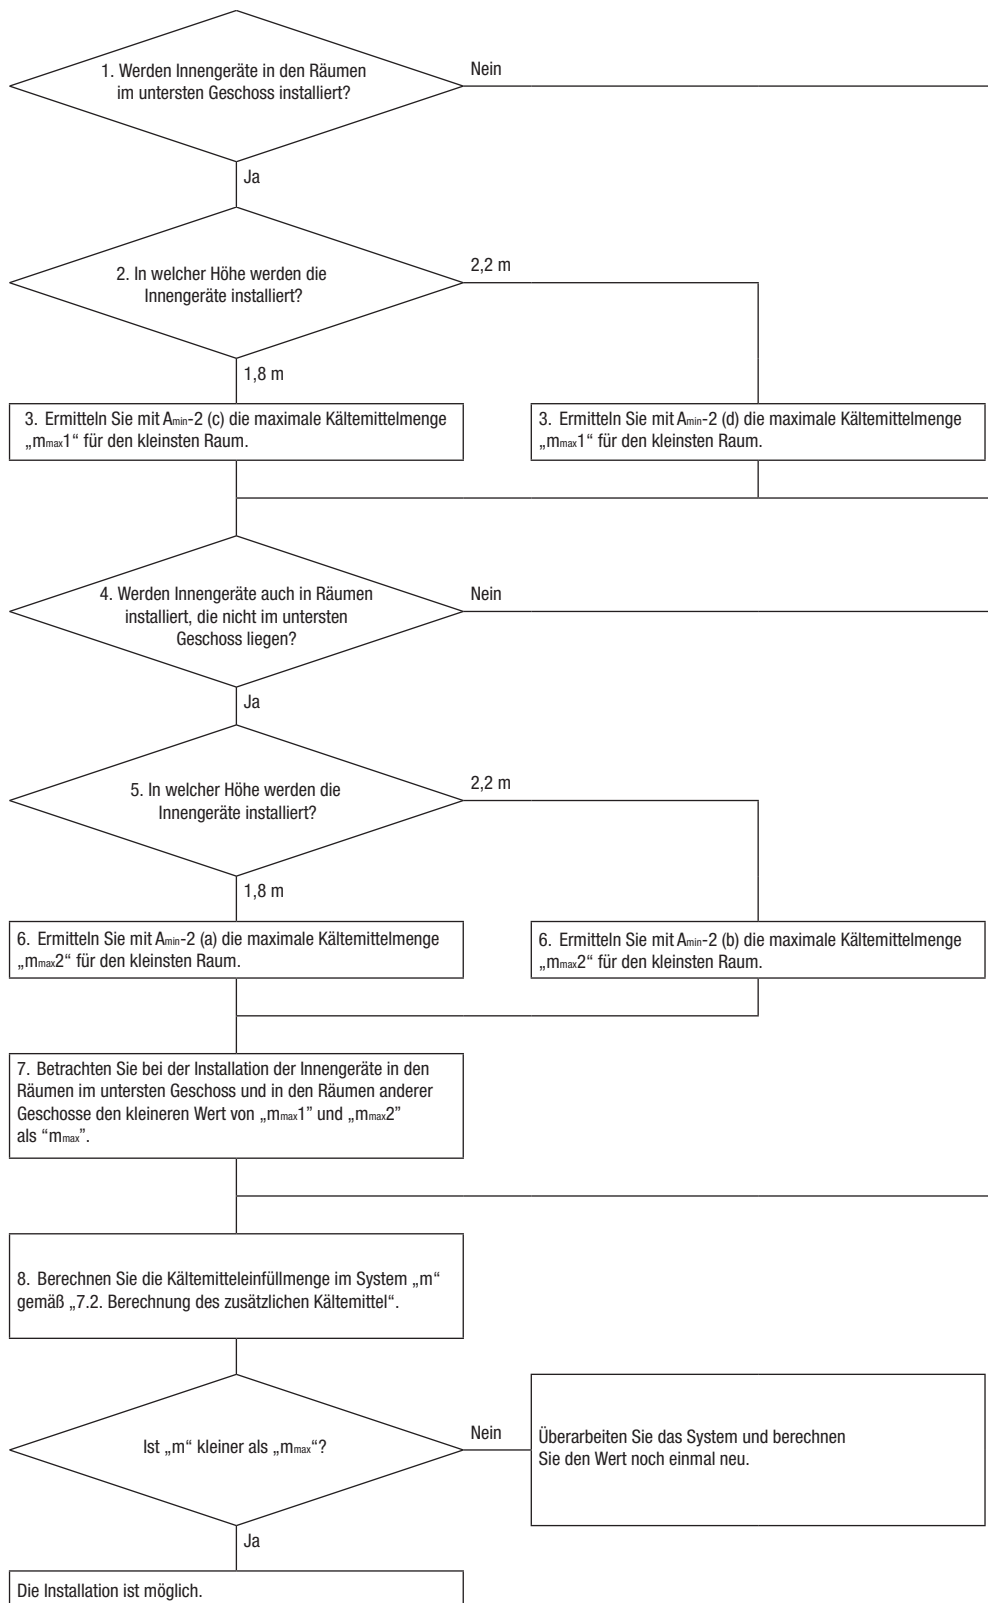 1. Werden Innengeräte in den Räumen
im untersten Geschoss installiert?
Nein
Ja
2. In welcher Höhe werden die
Innengeräte installiert?
2,2 m
1,8 m
3. Ermitteln Sie mit Amin-2 (c) die maximale Kältemittelmenge
„mmax1“ für den kleinsten Raum.
3. Ermitteln Sie mit Amin-2 (d) die maximale Kältemittelmenge
„mmax1“ für den kleinsten Raum.
4. Werden Innengeräte auch in Räumen
installiert, die nicht im untersten
Geschoss liegen?
Nein
Ja
5. In welcher Höhe werden die
Innengeräte installiert?
2,2 m
1,8 m
6. Ermitteln Sie mit Amin-2 (a) die maximale Kältemittelmenge
„mmax2“ für den kleinsten Raum.
6. Ermitteln Sie mit Amin-2 (b) die maximale Kältemittelmenge
„mmax2“ für den kleinsten Raum.
7. Betrachten Sie bei der Installation der Innengeräte in den
Räumen im untersten Geschoss und in den Räumen anderer
Geschosse den kleineren Wert von „mmax1” und „mmax2”
als “mmax”.
8. Berechnen Sie die Kältemitteleinfüllmenge im System „m“
gemäß „7.2. Berechnung des zusätzlichen Kältemittel“.
Ist „m“ kleiner als „mmax“?
Nein
Überarbeiten Sie das System und berechnen
Sie den Wert noch einmal neu.
Ja
Die Installation ist möglich.